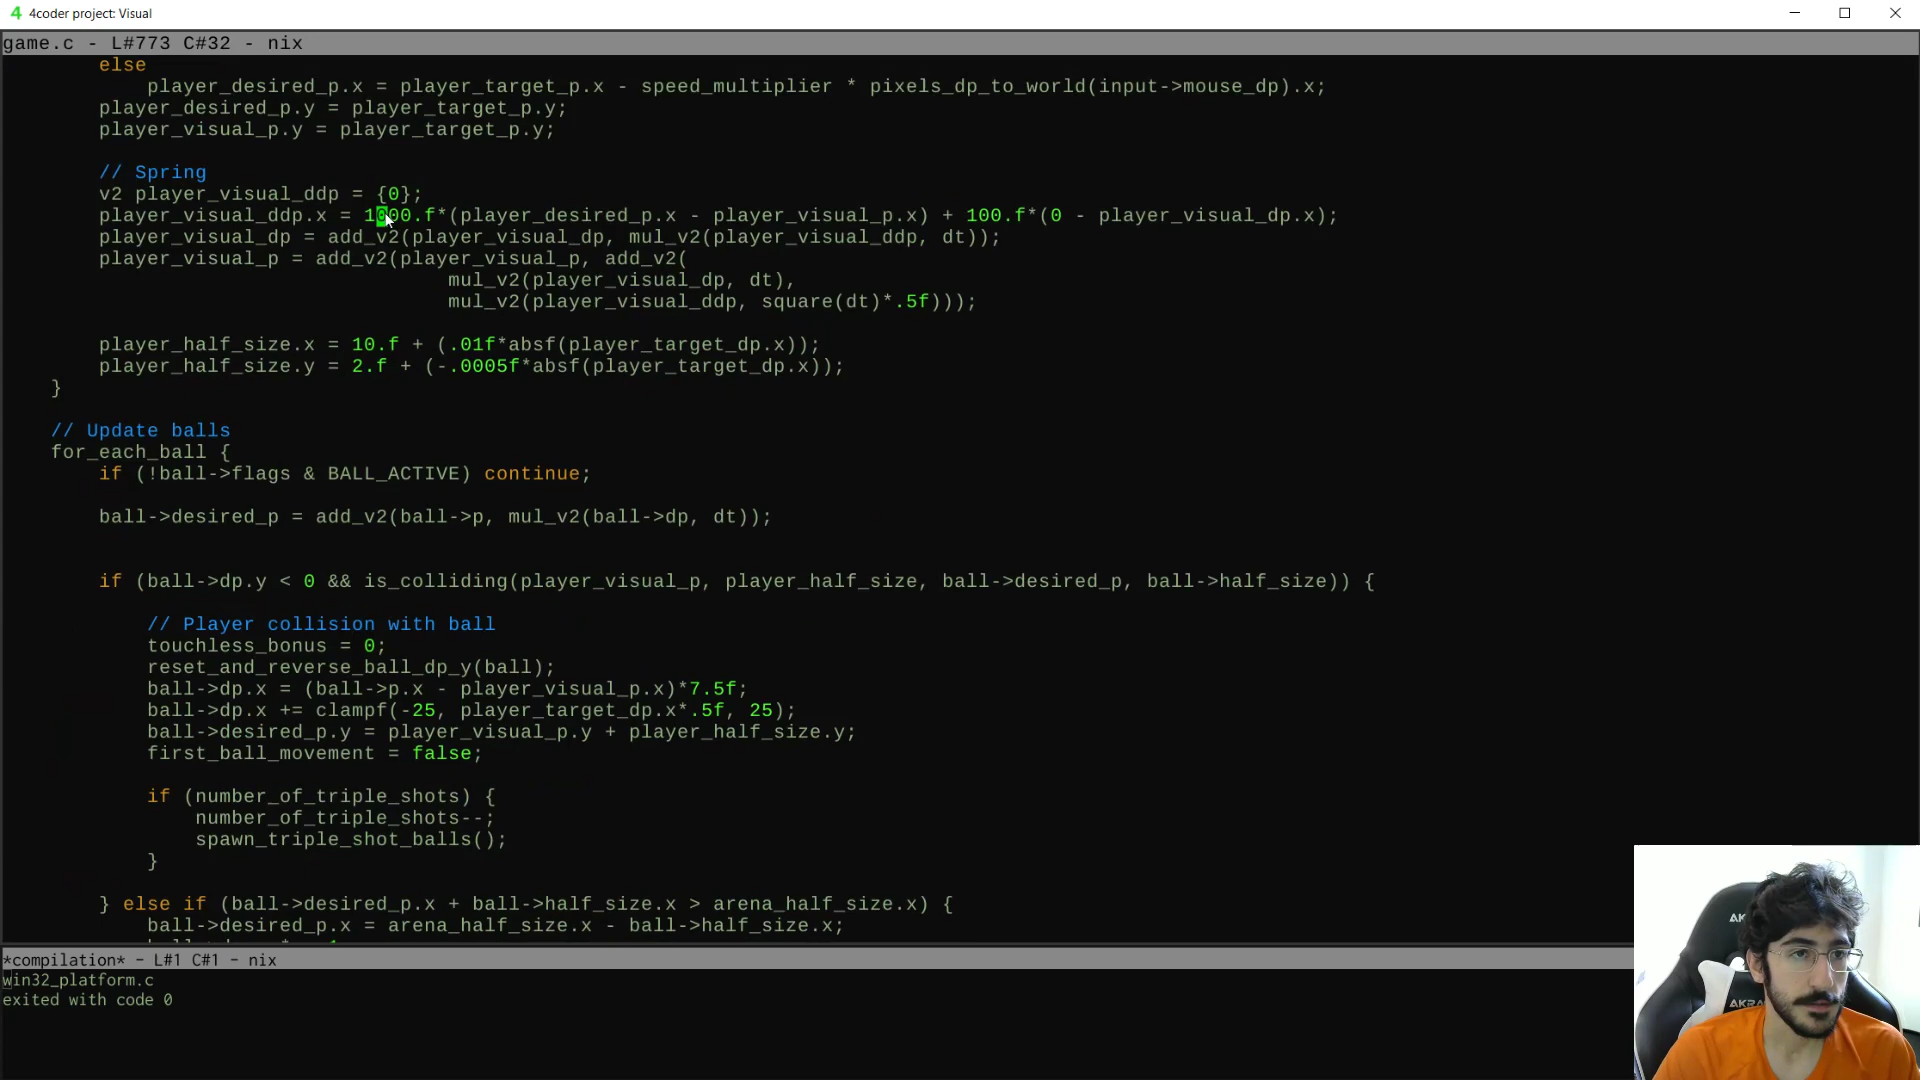 4 4coder project: Visual
game.c - L#773 C#32 - nix
else
player_desired_p.x = player_target_p.x - speed_multiplier * pixels_dp_to_world(input->mouse_dp).x;
player_desired_p.y = player_target_p.y;
player_visual_p.y = player_target_p.y;
// Spring
v2 player_visual_ddp = {0};
player_visual_ddp.x = 1000.f*(player_desired_p.x - player_visual_p.x) + 100.f*(0 - player_visual_dp.x);
player_visual_dp = add_v2(player_visual_dp, mul_v2(player_visual_ddp, dt));
player_visual_p = add_v2(player_visual_p, add_v2(
mul_v2(player_visual_dp, dt),
mul_v2(player_visual_ddp, square(dt)*.5f)));
player_half_size.x = 10.f + (.01f*absf(player_target_dp.x));
player_half_size.y = 2.f + (-.0005f*absf(player_target_dp.x));
}
// Update balls
for_each_ball {
if (!ball->flags & BALL_ACTIVE) continue;
ball->desired_p = add_v2(ball->p, mul_v2(ball->dp, dt));
if (ball->dp.y < 0 && is_colliding(player_visual_p, player_half_size, ball->desired_p, ball->half_size)) {
// Player collision with ball
touchless_bonus = 0;
reset_and_reverse_ball_dp_y(ball);
ball->dp.x = (ball->p.x - player_visual_p.x)*7.5f;
ball->dp.x += clampf(-25, player_target_dp.x*.5f, 25);
ball->desired_p.y = player_visual_p.y + player_half_size.y;
first_ball_movement = false;
if (number_of_triple_shots) {
number_of_triple_shots--;
spawn_triple_shot_balls();
}
} else if (ball->desired_p.x + ball->half_size.x > arena_half_size.x) {
ball->desired_p.x = arena_half_size.x - ball->half_size.x;
*compilation* - L#1 C#1 - nix
win32_platform.c
exited with code 0